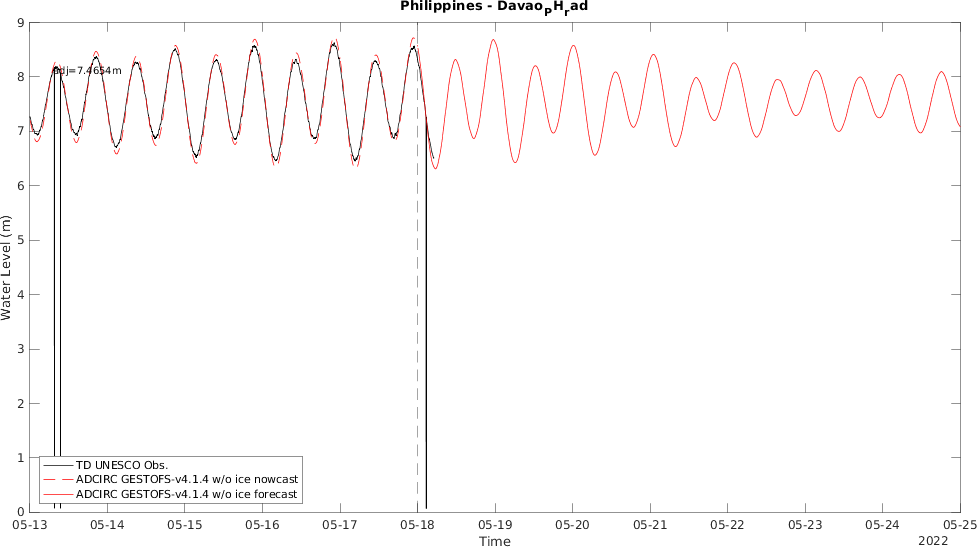 Philippines - Davao_PH_rad
9
8
7
6
5
4
3
2
1
0
Water Level (m)
adj=7.4654m
TD UNESCO Obs.
ADCIRC GESTOFS-v4.1.4 w/o ice nowcast
ADCIRC GESTOFS-v4.1.4 w/o ice forecast
05-13 05-14 05-15 05-16 05-17 05-18 05-19 05-20 05-21 05-22 05-23 05-24 05-25
Time
2022